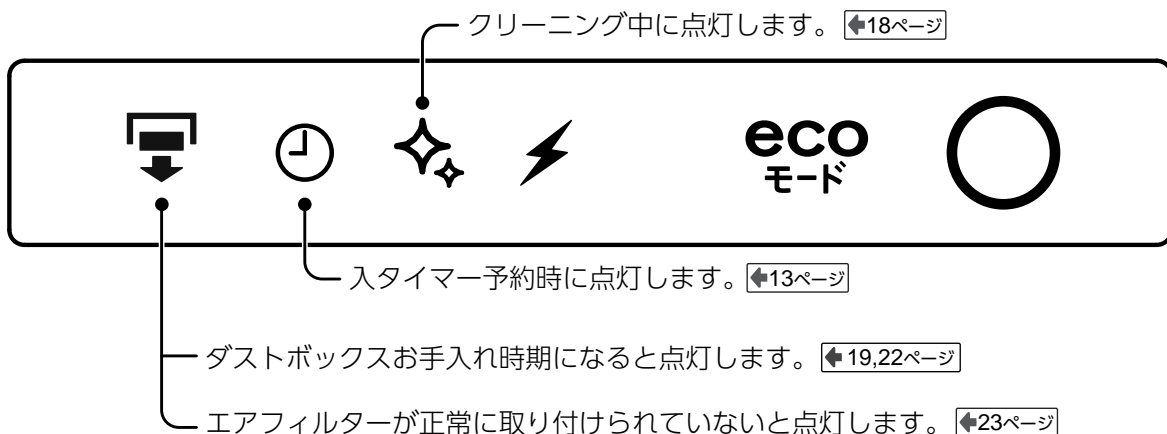 クリーニング中に点灯します。 18ページ
eco
モード
入タイマー予約時に点灯します。 13ページ
ダストボックスお手入れ時期になると点灯します。 19,22ページ
エアフィルターが正常に取り付けられていないと点灯します。 23ページ